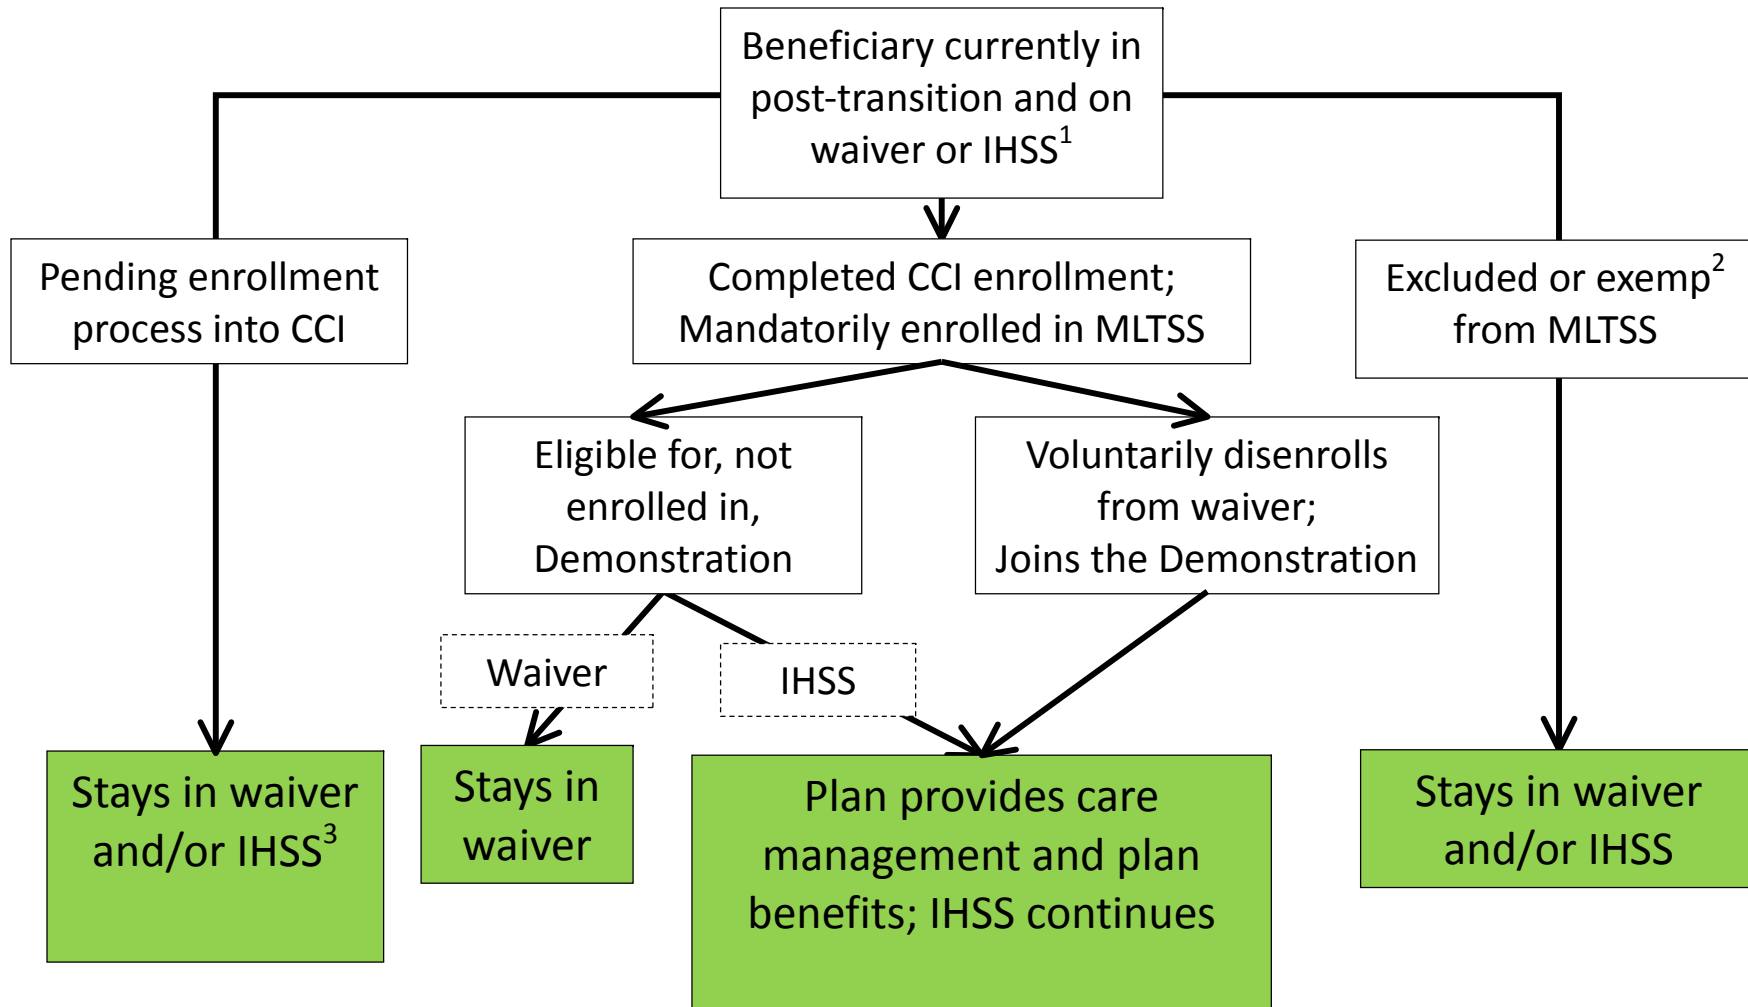 Beneficiary currently in
post-transition and on
waiver or IHSS¹
Pending enrollment
process into CCI
Completed CCI enrollment;
Mandatorily enrolled in MLTSS
Excluded or exemp²
from MLTSS
Eligible for, not
enrolled in,
Demonstration
Voluntarily disenrolls
from waiver;
Joins the Demonstration
Waiver
IHSS
Stays in waiver
and/or IHSS³
Stays in
waiver
Plan provides care
management and plan
benefits; IHSS continues
Stays in waiver
and/or IHSS